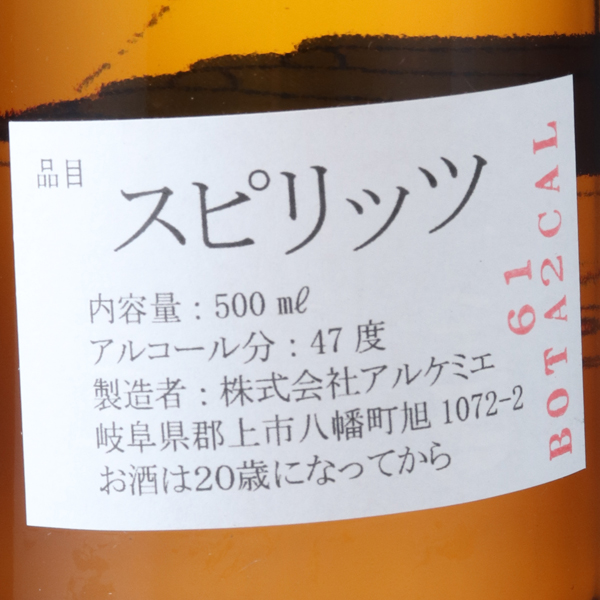 品目
スピリッツ
内容量：500 ㎖
アルコール分：47 度
製造者：株式会社アルケミエ
岐阜県郡上市八幡町旭 1072-2
お酒は20歳になってから
61
BOTA2CAL